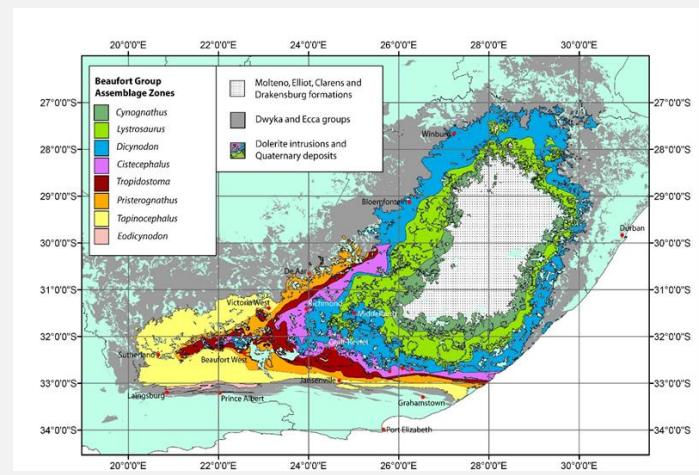 20°0'0"S
22°0'0"S
24°0'0"S
26°0'0"S
28°0'0"S
30°0'0"S
Beaufort Group
Assemblage Zones
Cynognathus
Lystrosaurus
Dicynodon
Cistecephalus
Tropidostoma
Pristerognathus
Tapinocephalus
Eodicynodon
Molteno, Elliot, Clarens and
Drakensburg formations
Dwyka and Ecca groups
Dolerite intrusions and
Quaternary deposits
27°0'0"S
27°0'0"S
28°0'0"S
28°0'0"S
29°0'0"S
29°0'0"S
30°0'0"S
30°0'0"S
31°0'0"S
31°0'0"S
32°0'0"S
32°0'0"S
33°0'0"S
33°0'0"S
34°0'0"S
34°0'0"S
Winburg
Bloemfontein
Durban
De Aar
Victoria West
Richmond
Middelburg
Graaff-Reinet
Sutherland
Beaufort West
Jansenville
Laingsburg
Prince Albert
Grahamstown
Port Elizabeth
20°0'0"S
22°0'0"S
24°0'0"S
26°0'0"S
28°0'0"S
30°0'0"S